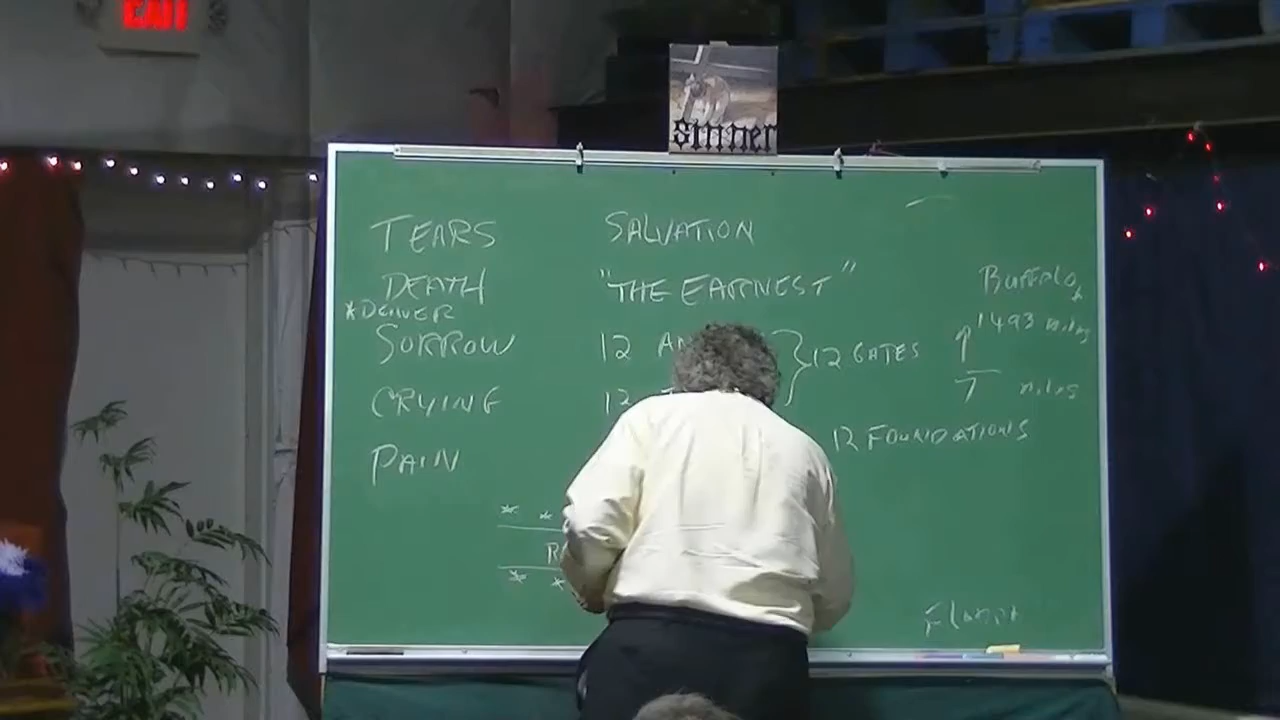 EXIT
sinner
TEARS
DEATH
*DENVER
SORROW
CRYING
PAIN
SALVATION
"THE EARNEST"
12
12 GATES
12
12 FOUNDATIONS
BUFFALO
1493 miles
miles